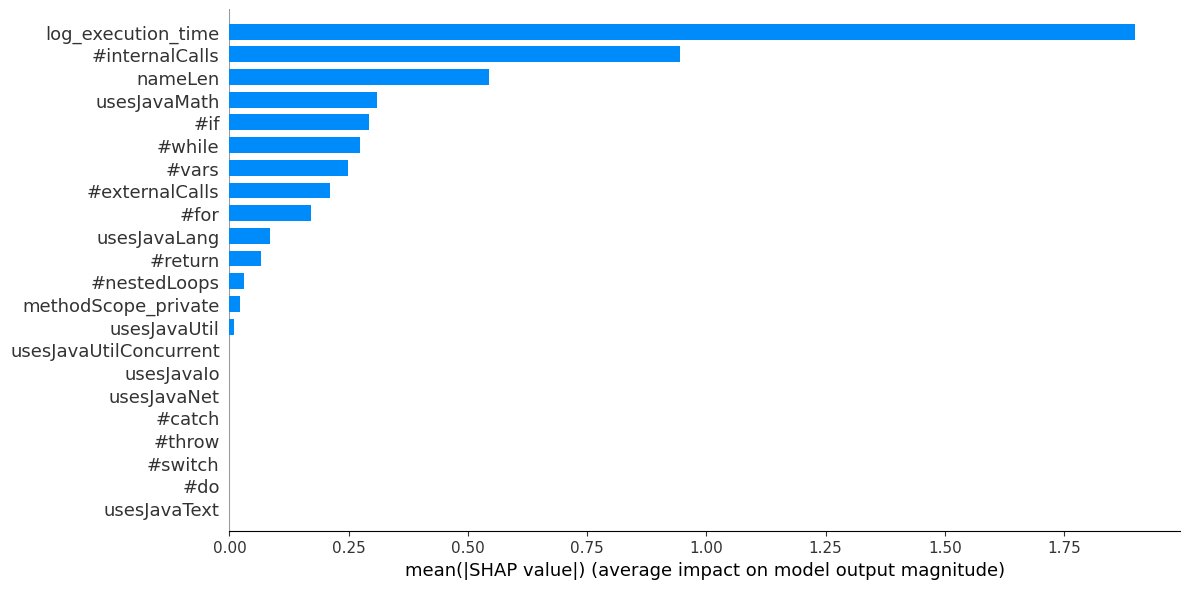 log_execution_time
#internalCalls
nameLen
usesJavaMath
#if
#while
#vars
#externalCalls
#for
usesJavaLang
#return
#nestedLoops
methodScope_private
usesJavaUtil
usesJavaUtilConcurrent
usesJavaIo
usesJavaNet
#catch
#throw
#switch
#do
usesJavaText
0.00 0.25 0.50 0.75 1.00 1.25 1.50 1.75
mean(|SHAP value|) (average impact on model output magnitude)